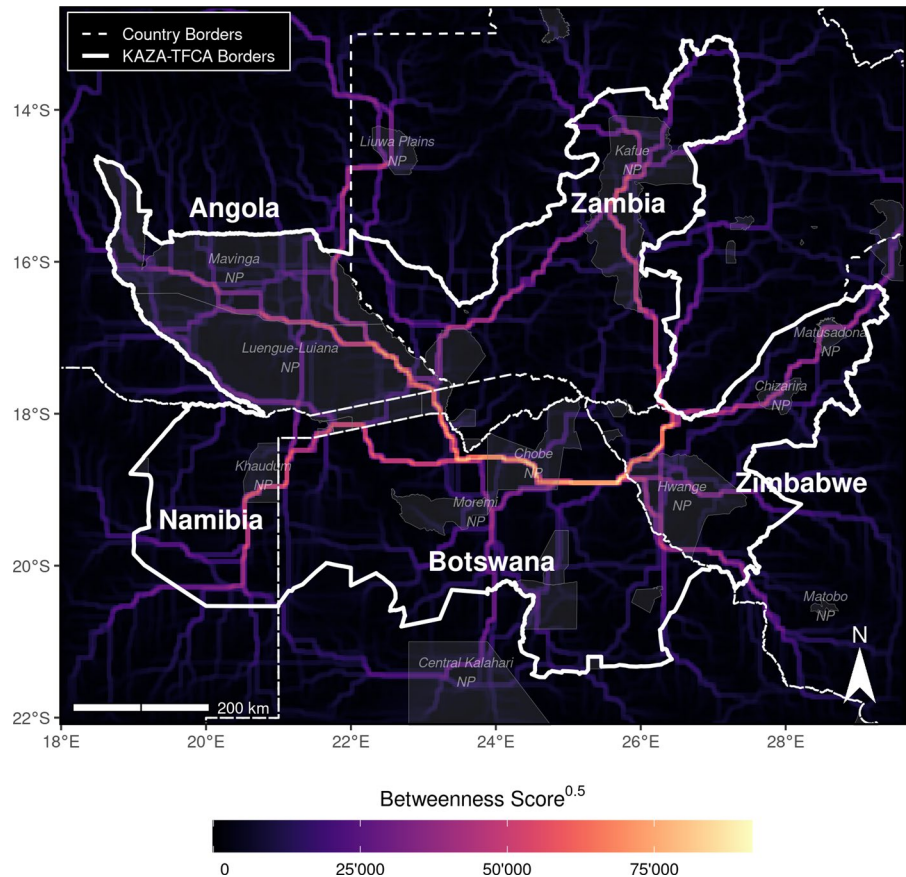 Country Borders
KAZA-TFCA Borders
14°S
16°S
18°S
20°S
22°S
Liuwa Plains
NP
Kafue
NP
Angola
Zambia
Mavinga
NP
Luengue-Luiana
NP
Matusadona
NP
Chizarira
NP
Khaudum
NP
Chobe
NP
Moremi
NP
Hwange
NP
Zimbabwe
Namibia
Botswana
Matobo
NP
Central Kalahari
NP
N
200 km
18°E
20°E
22°E
24°E
26°E
28°E
Betweenness Score^0.5
0
25'000
50'000
75'000